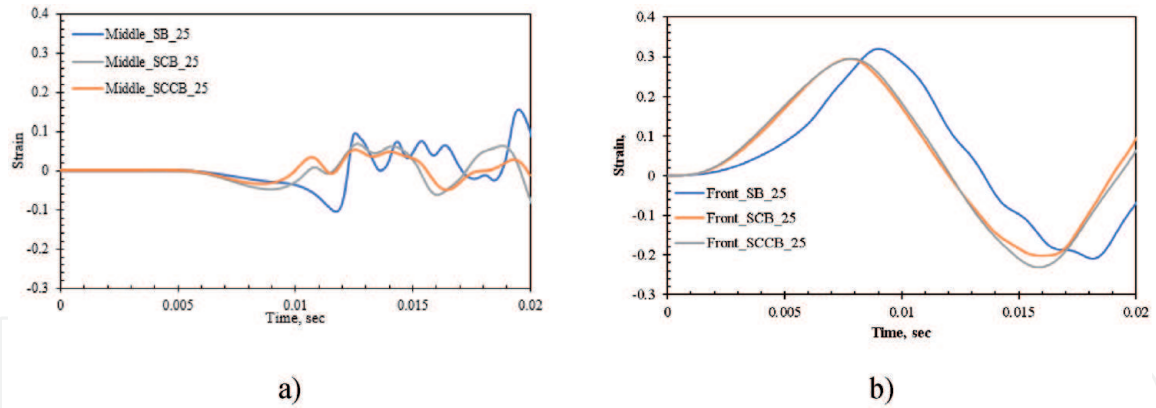 0.4
0.3
0.2
0.1
0
-0.1
-0.2
-0.3
Strain
Middle_SB_25
Middle_SCB_25
Middle_SCCB_25
0 0.005 0.01 0.015 0.02
Time, sec
a)
0.4
0.3
0.2
0.1
0
-0.1
-0.2
-0.3
Strain,
Front_SB_25
Front_SCB_25
Front_SCCB_25
0 0.005 0.01 0.015 0.02
Time, sec
b)